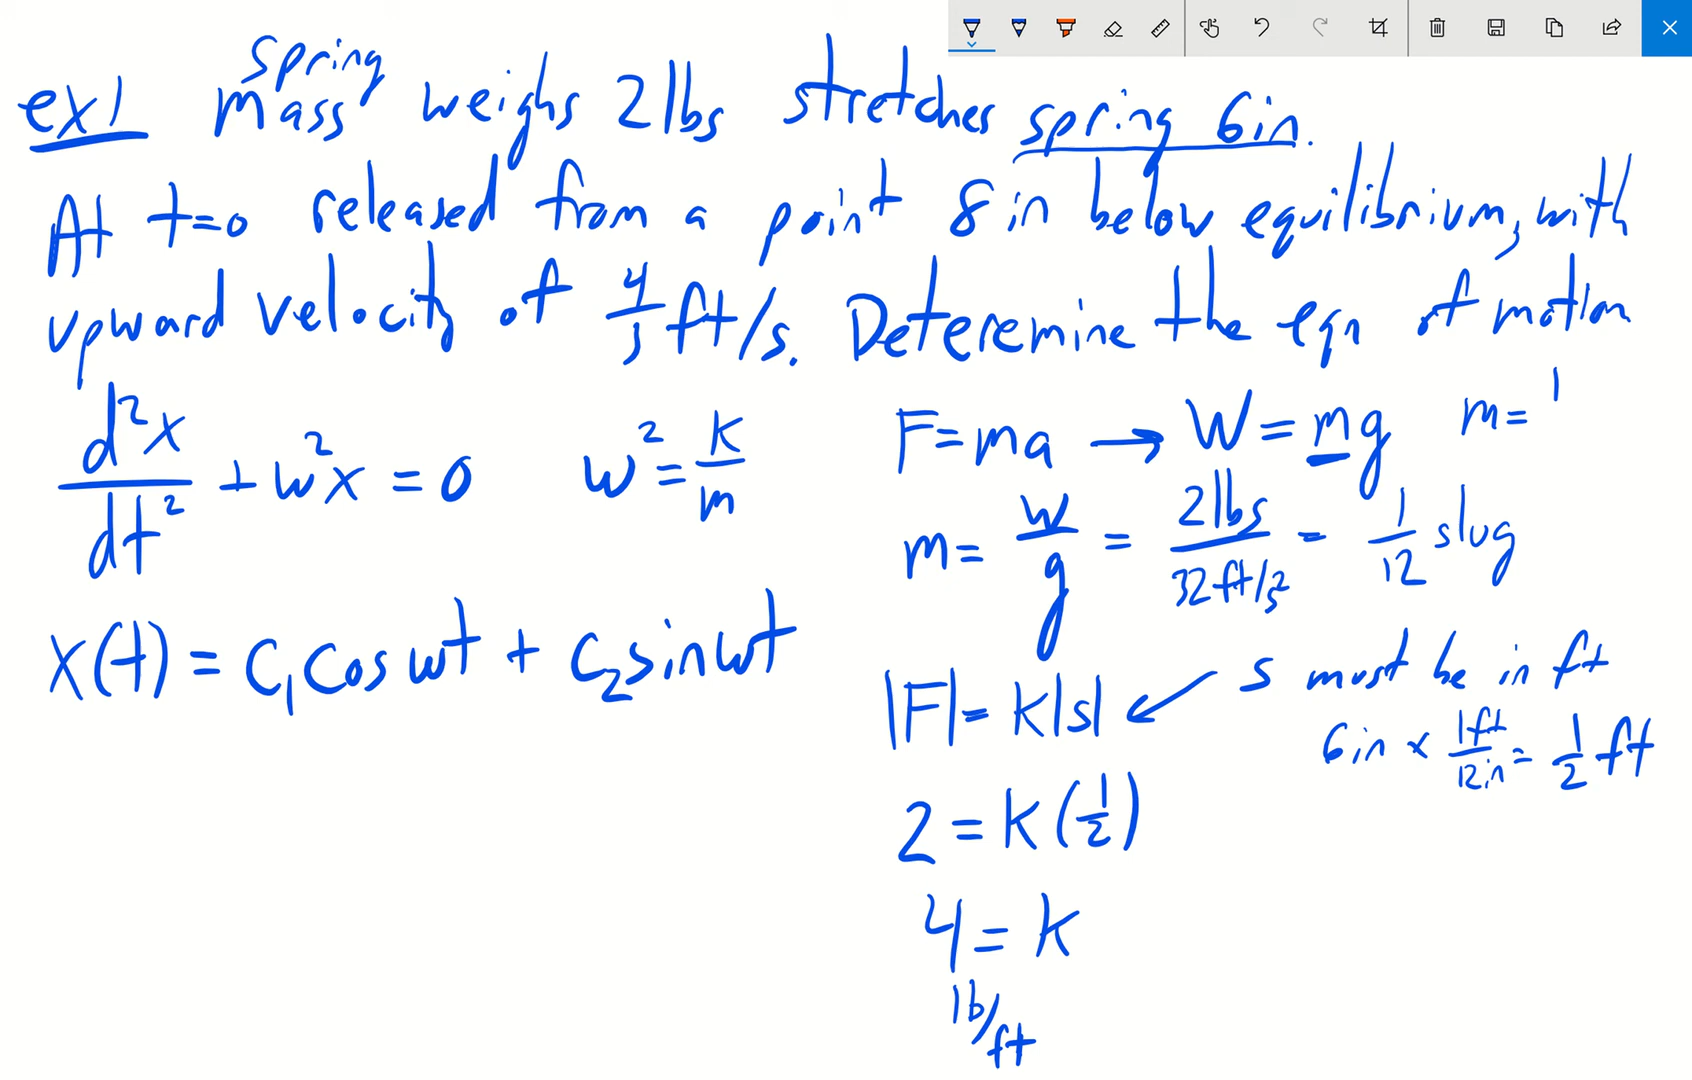 ex1 spring mass weighs 2lbs stretches spring 6in.
At t=0 released from a point 8in below equilibrium, with
upward velocity of 4/3 ft/s. Deteremine the eqn of motion
d²x/dt² + w²x = 0
w² = k/m
x(t) = c₁cos wt + c₂sin wt
F=ma → W=mg m=1
m= w/g = 2lbs/32ft/s² = 1/12 slug
|F|=k|s| ← s must be in ft
6in × 1ft/12in = 1/2 ft
2 = k(1/2)
4 = k
lb/ft